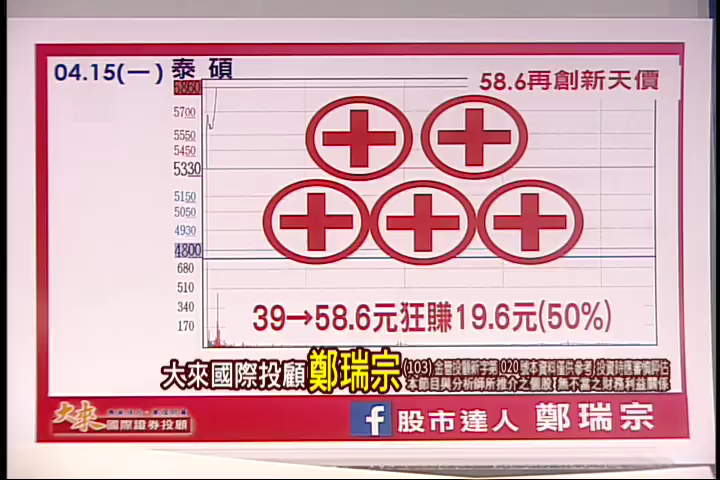 04.15(一)
泰碩
58.6再創新天價
5860
5700
5550
5450
5330
5150
5050
4930
4800
680
510
340
170
39→58.6元狂賺19.6元(50%)
大來國際投顧 鄭瑞宗
(103)金管投顧新字第020號本資料僅供參考,投資時應審慎評估
本節目與分析師所推介之個股,無不當之財務利益關係
大來
國際證券投顧
f 股市達人 鄭瑞宗